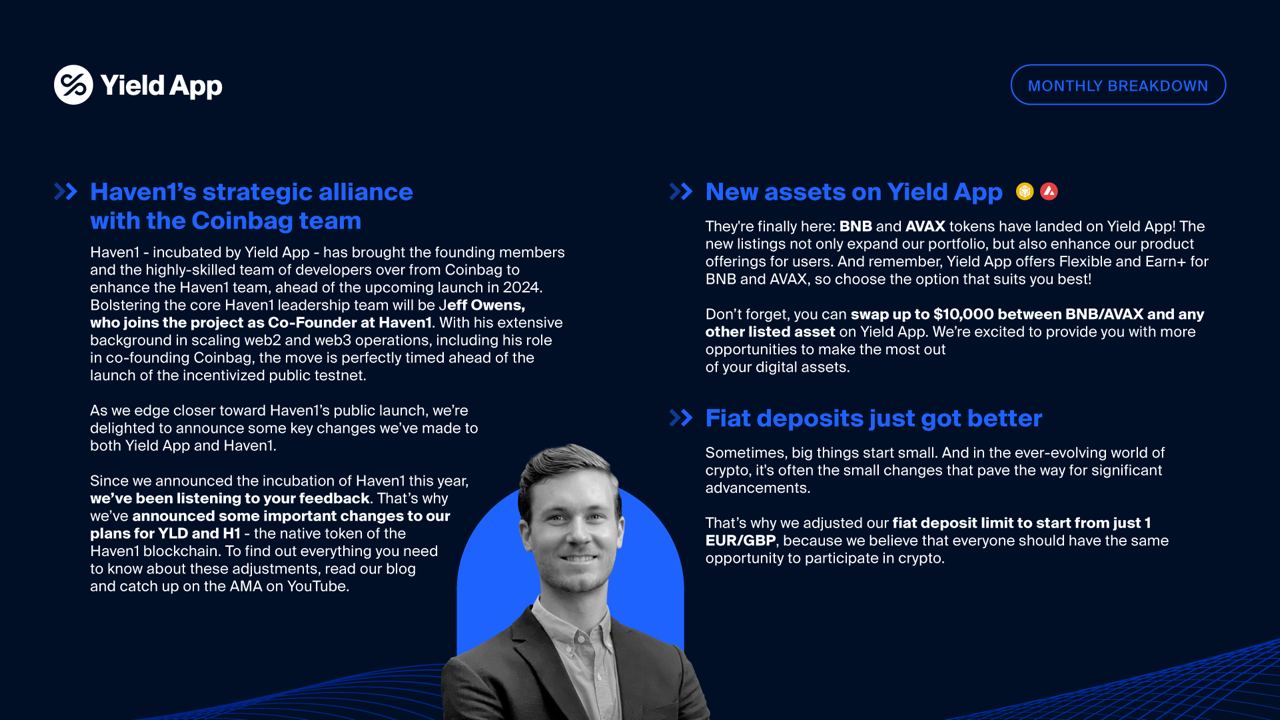 Yield App
MONTHLY BREAKDOWN
Haven1's strategic alliance
with the Coinbag team
Haven1 - incubated by Yield App - has brought the founding members
and the highly-skilled team of developers over from Coinbag to
enhance the Haven1 team, ahead of the upcoming launch in 2024.
Bolstering the core Haven1 leadership team will be Jeff Owens,
who joins the project as Co-Founder at Haven1. With his extensive
background in scaling web2 and web3 operations, including his role
in co-founding Coinbag, the move is perfectly timed ahead of the
launch of the incentivized public testnet.
As we edge closer toward Haven1's public launch, we're
delighted to announce some key changes we've made to
both Yield App and Haven1.
Since we announced the incubation of Haven1 this year,
we've been listening to your feedback. That's why
we've announced some important changes to our
plans for YLD and H1 - the native token of the
Haven1 blockchain. To find out everything you need
to know about these adjustments, read our blog
and catch up on the AMA on YouTube.
New assets on Yield App
They're finally here: BNB and AVAX tokens have landed on Yield App! The
new listings not only expand our portfolio, but also enhance our product
offerings for users. And remember, Yield App offers Flexible and Earn+ for
BNB and AVAX, so choose the option that suits you best!
Don't forget, you can swap up to $10,000 between BNB/AVAX and any
other listed asset on Yield App. We're excited to provide you with more
opportunities to make the most out
of your digital assets.
Fiat deposits just got better
Sometimes, big things start small. And in the ever-evolving world of
crypto, it's often the small changes that pave the way for significant
advancements.
That's why we adjusted our fiat deposit limit to start from just 1
EUR/GBP, because we believe that everyone should have the same
opportunity to participate in crypto.